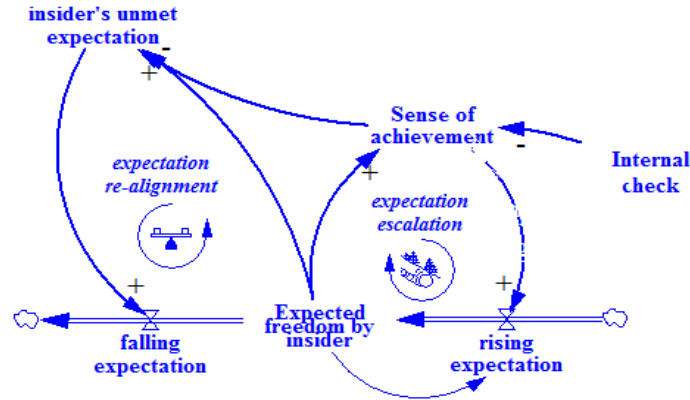 insider's unmet
expectation
-
+
Sense of
achievement
-
Internal
check
+
expectation
re-alignment
expectation
escalation
+
+
Expected
freedom by
insider
falling
expectation
rising
expectation